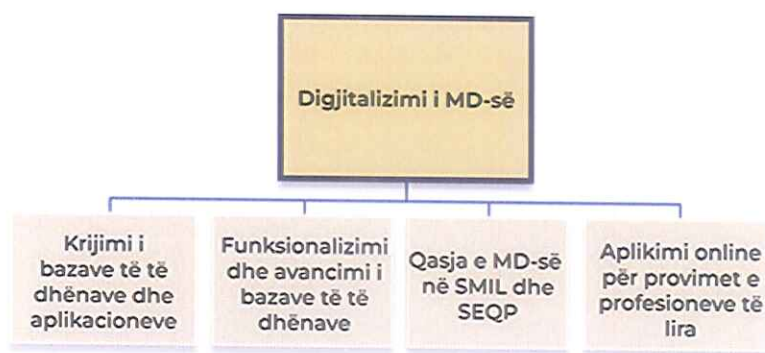 Digjitalizimi i MD-së
Krijimi i
bazave të të
dhënave dhe
aplikacioneve
Funksionalizimi
dhe avancimi i
bazave të të
dhënave
Qasja e MD-së
në SMIL dhe
SEQP
Aplikimi online
për provimet e
profesioneve të
lira